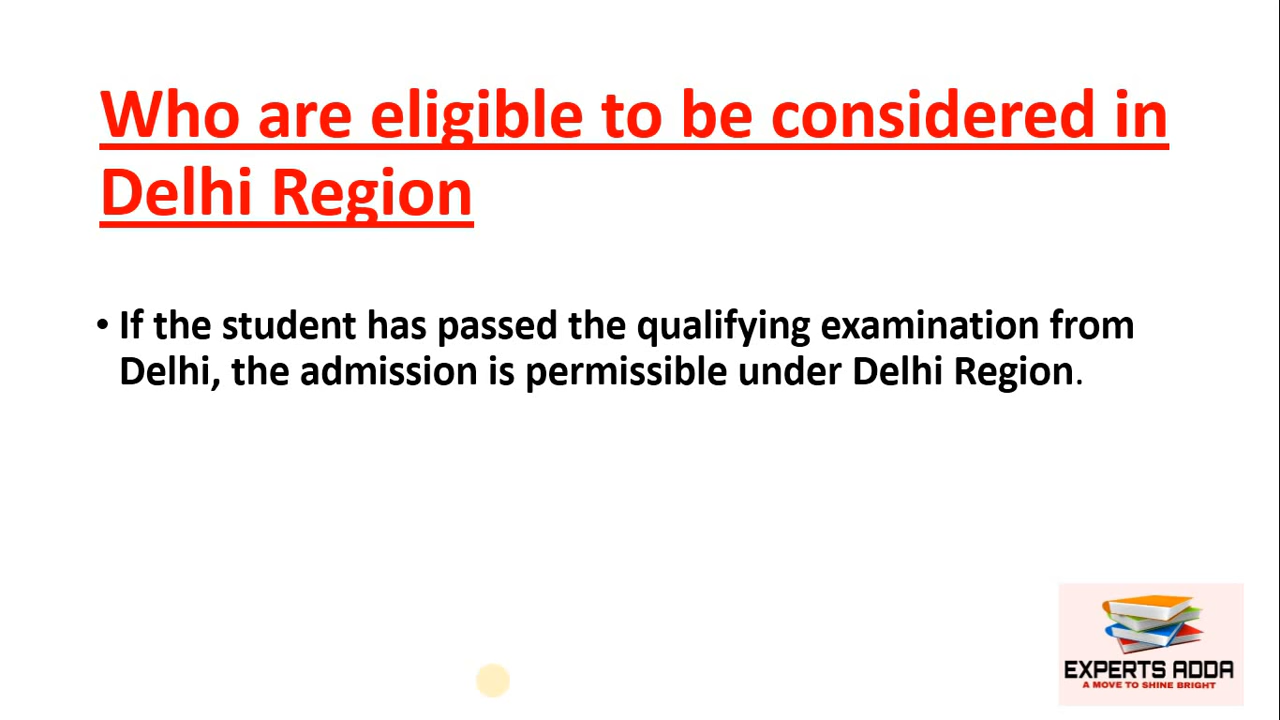 Who are eligible to be considered in
Delhi Region
• If the student has passed the qualifying examination from
Delhi, the admission is permissible under Delhi Region.
EXPERTS ADDA
A MOVE TO SHINE BRIGHT